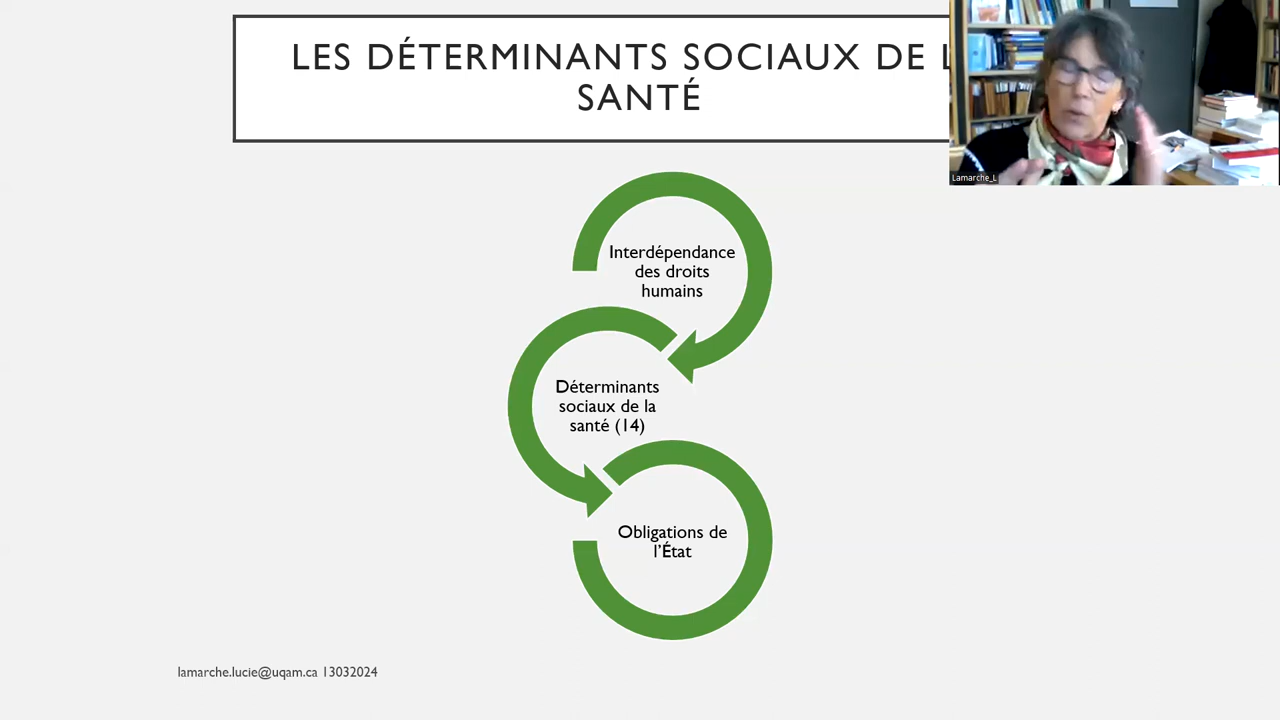 LES DÉTERMINANTS SOCIAUX DE L
SANTÉ
Lamarche_L
Interdépendance
des droits
humains
Déterminants
sociaux de la
santé (14)
Obligations de
l'État
lamarche.lucie@uqam.ca 13032024